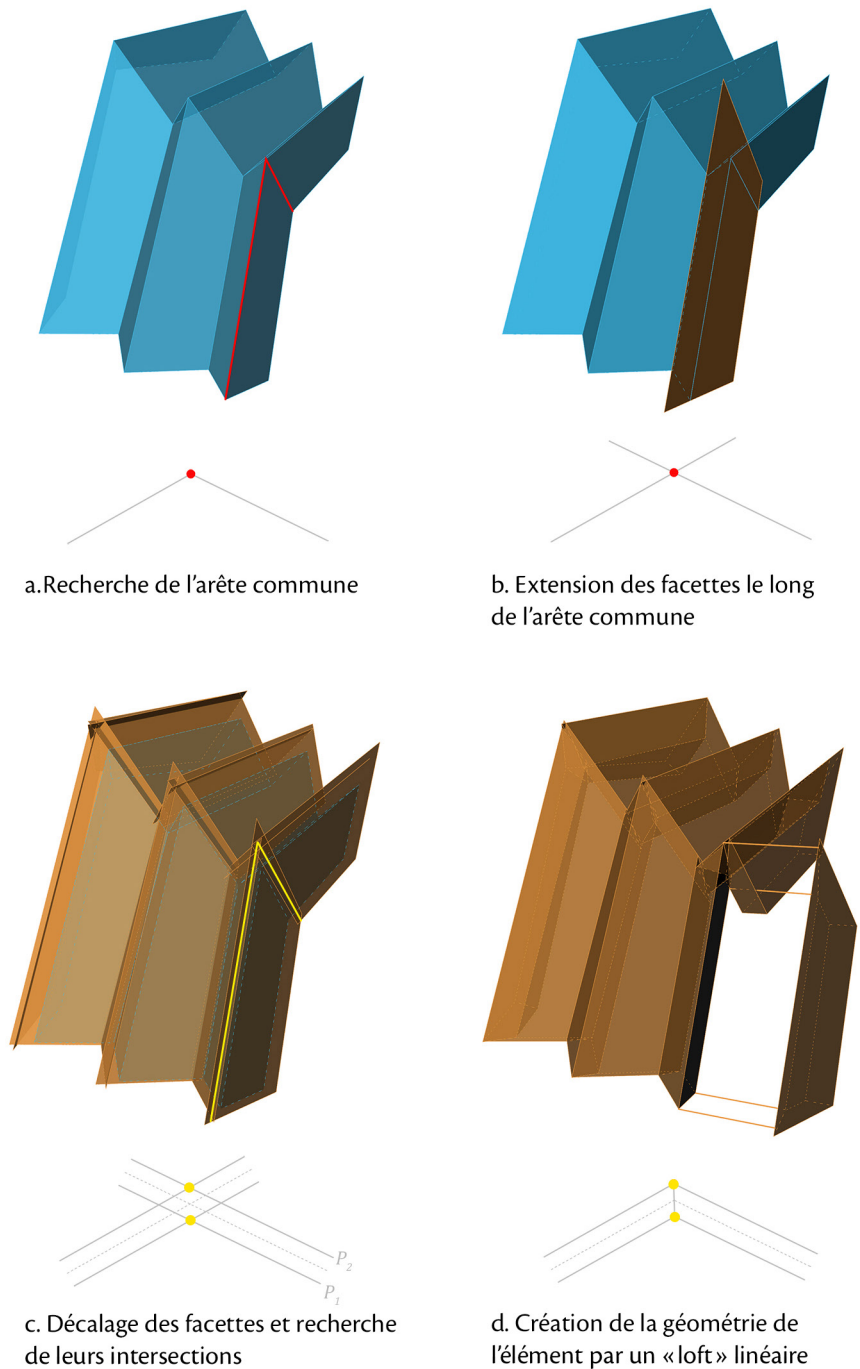 a.Recherche de l’arête commune
b. Extension des facettes le long
de l’arête commune
P2
P1
c. Décalage des facettes et recherche
de leurs intersections
d. Création de la géométrie de
l’élément par un «loft» linéaire